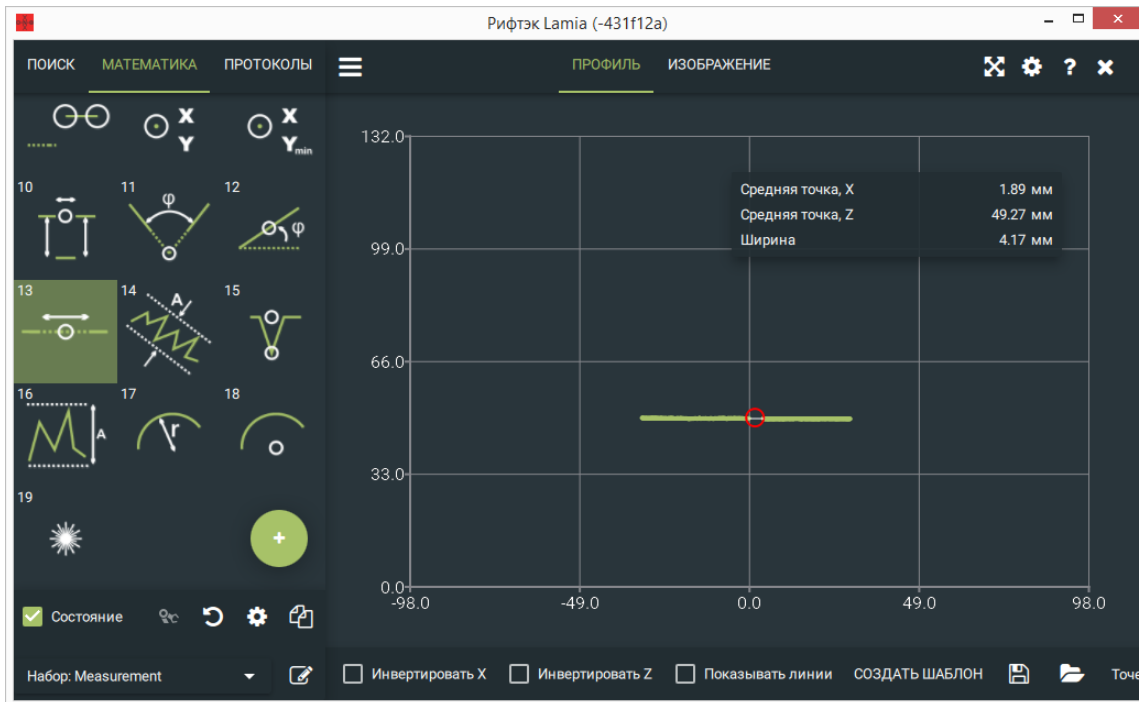 Рифтэк Lamia (-431f12a)
ПОИСК МАТЕМАТИКА ПРОТОКОЛЫ
ПРОФИЛЬ ИЗОБРАЖЕНИЕ
?
X
Y
X
Ymin
10
11
12
φ
φ
13
14
15
A
16
17
18
A
r
19
+
Состояние
Набор: Measurement
132.0
99.0
66.0
33.0
0.0
-98.0 -49.0 0.0 49.0 98.0
Средняя точка, X 1.89 мм
Средняя точка, Z 49.27 мм
Ширина 4.17 мм
Инвертировать X Инвертировать Z Показывать линии СОЗДАТЬ ШАБЛОН Точе